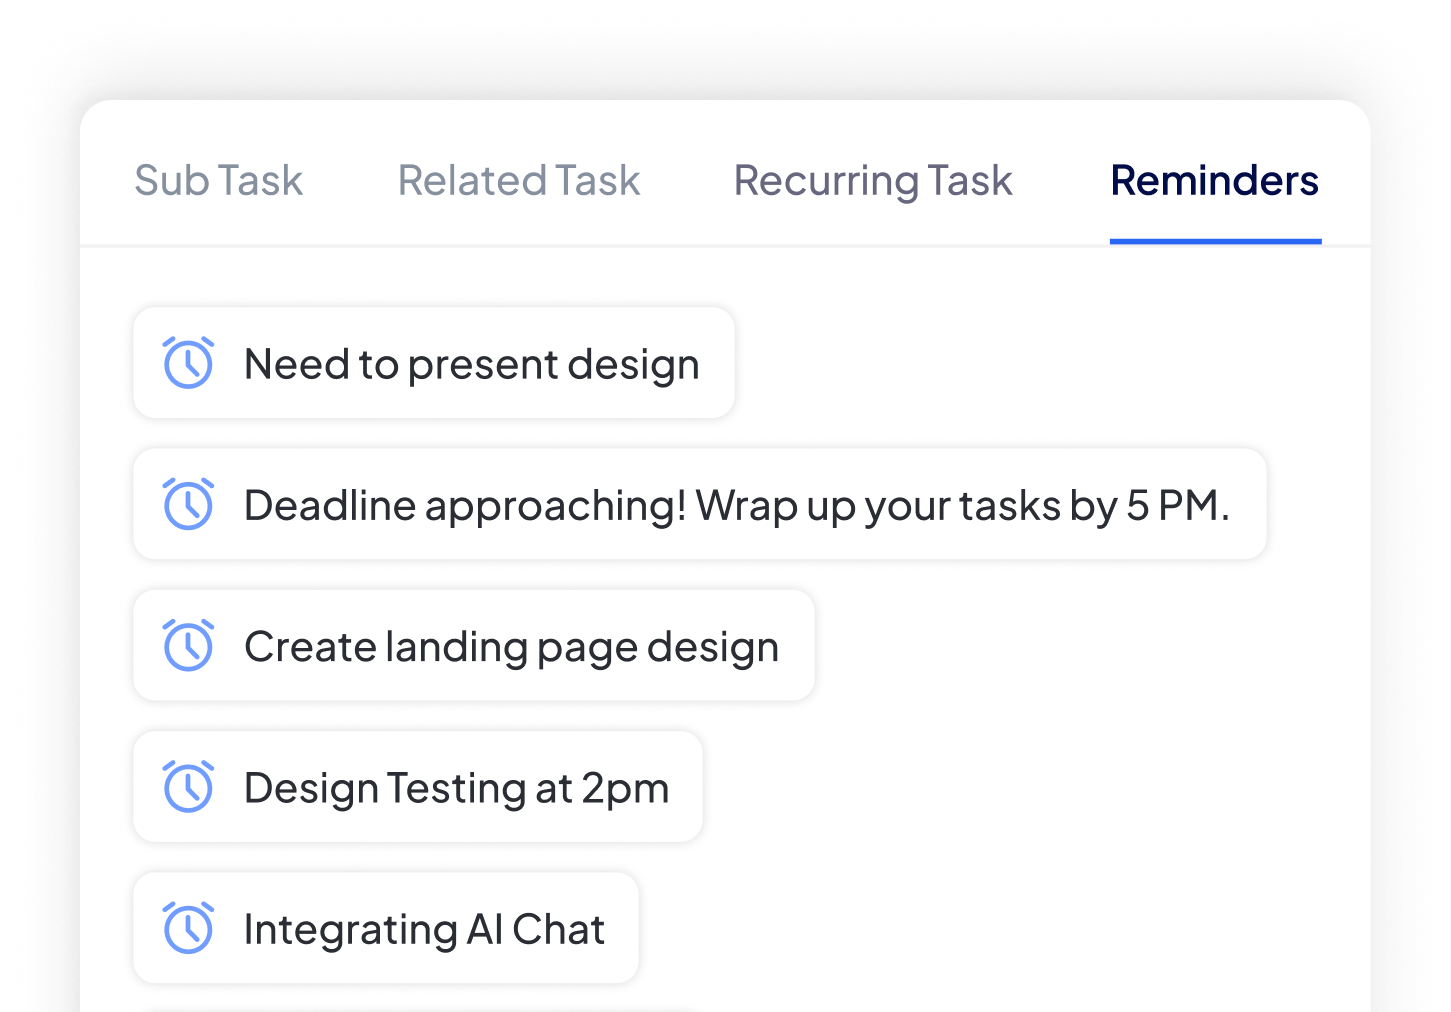 Sub Task Related Task Recurring Task Reminders
Need to present design
Deadline approaching! Wrap up your tasks by 5 PM.
Create landing page design
Design Testing at 2pm
Integrating AI Chat